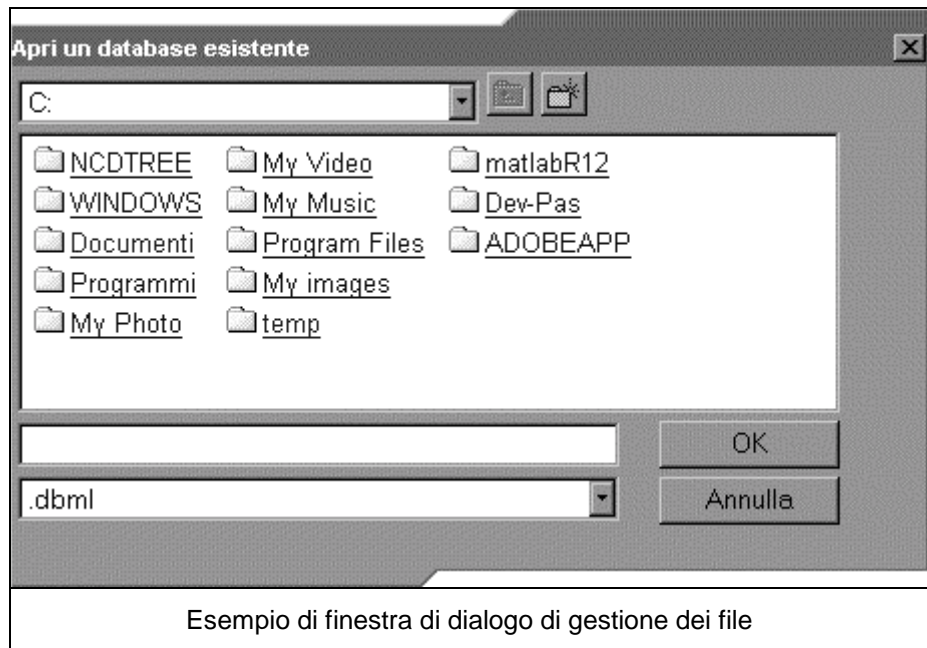 Apri un database esistente
C:
NCDTREE My Video matlabR12
WINDOWS My Music Dev-Pas
Documenti Program Files ADOBEAPP
Programmi My images
My Photo temp
OK
.dbml Annulla
Esempio di finestra di dialogo di gestione dei file